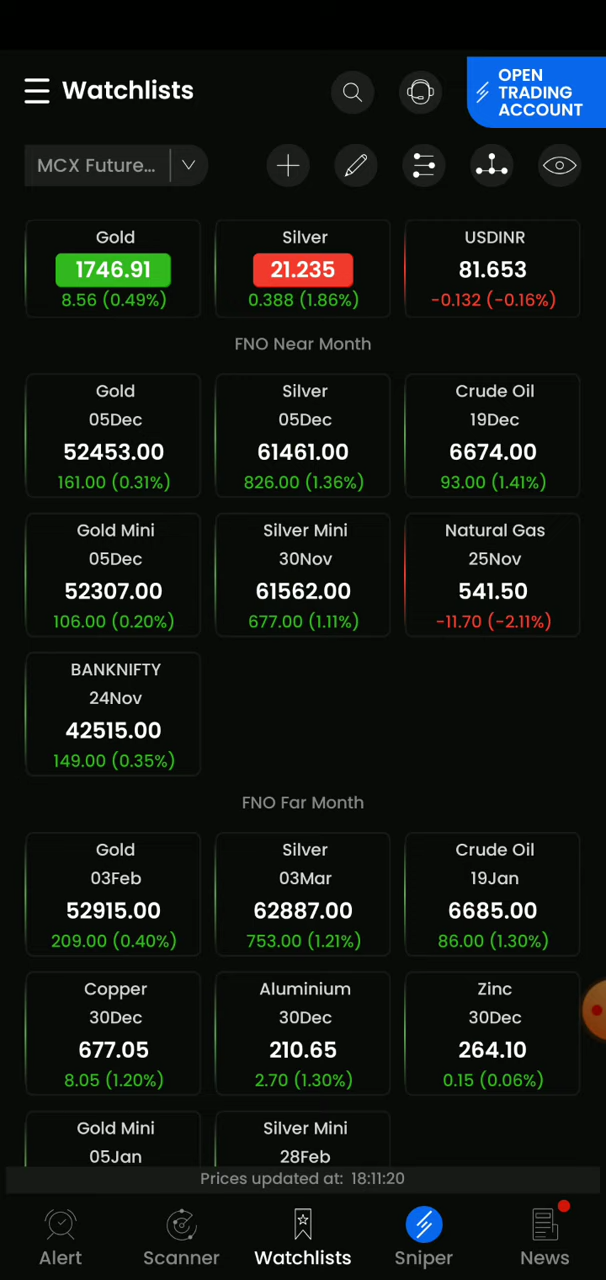 Watchlists
OPEN
TRADING
ACCOUNT
MCX Future...
Gold
1746.91
8.56 (0.49%)
Silver
21.235
0.388 (1.86%)
USDINR
81.653
-0.132 (-0.16%)
FNO Near Month
Gold
05Dec
52453.00
161.00 (0.31%)
Silver
05Dec
61461.00
826.00 (1.36%)
Crude Oil
19Dec
6674.00
93.00 (1.41%)
Gold Mini
05Dec
52307.00
106.00 (0.20%)
Silver Mini
30Nov
61562.00
677.00 (1.11%)
Natural Gas
25Nov
541.50
-11.70 (-2.11%)
BANKNIFTY
24Nov
42515.00
149.00 (0.35%)
FNO Far Month
Gold
03Feb
52915.00
209.00 (0.40%)
Silver
03Mar
62887.00
753.00 (1.21%)
Crude Oil
19Jan
6685.00
86.00 (1.30%)
Copper
30Dec
677.05
8.05 (1.20%)
Aluminium
30Dec
210.65
2.70 (1.30%)
Zinc
30Dec
264.10
0.15 (0.06%)
Gold Mini
05Jan
Silver Mini
28Feb
Prices updated at: 18:11:20
Alert
Scanner
Watchlists
Sniper
News